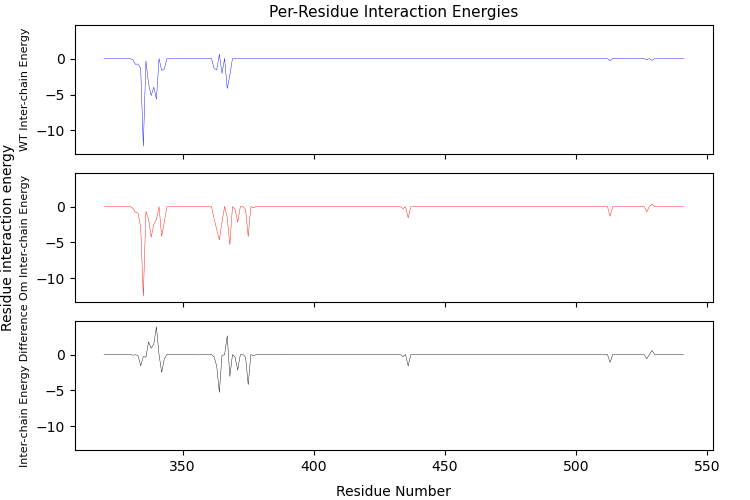 Per-Residue Interaction Energies
Residue interaction energy
WT Inter-chain Energy
0
−5
−10
Om Inter-chain Energy
0
−5
−10
Inter-chain Energy Difference
0
−5
−10
350
400
450
500
550
Residue Number